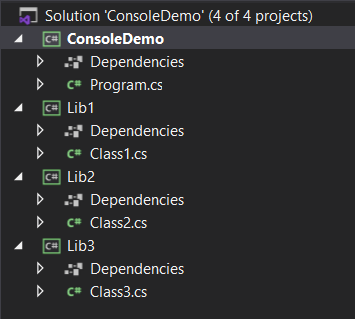 Solution 'ConsoleDemo' (4 of 4 projects)
C# ConsoleDemo
Dependencies
C# Program.cs
C# Lib1
Dependencies
C# Class1.cs
C# Lib2
Dependencies
C# Class2.cs
C# Lib3
Dependencies
C# Class3.cs